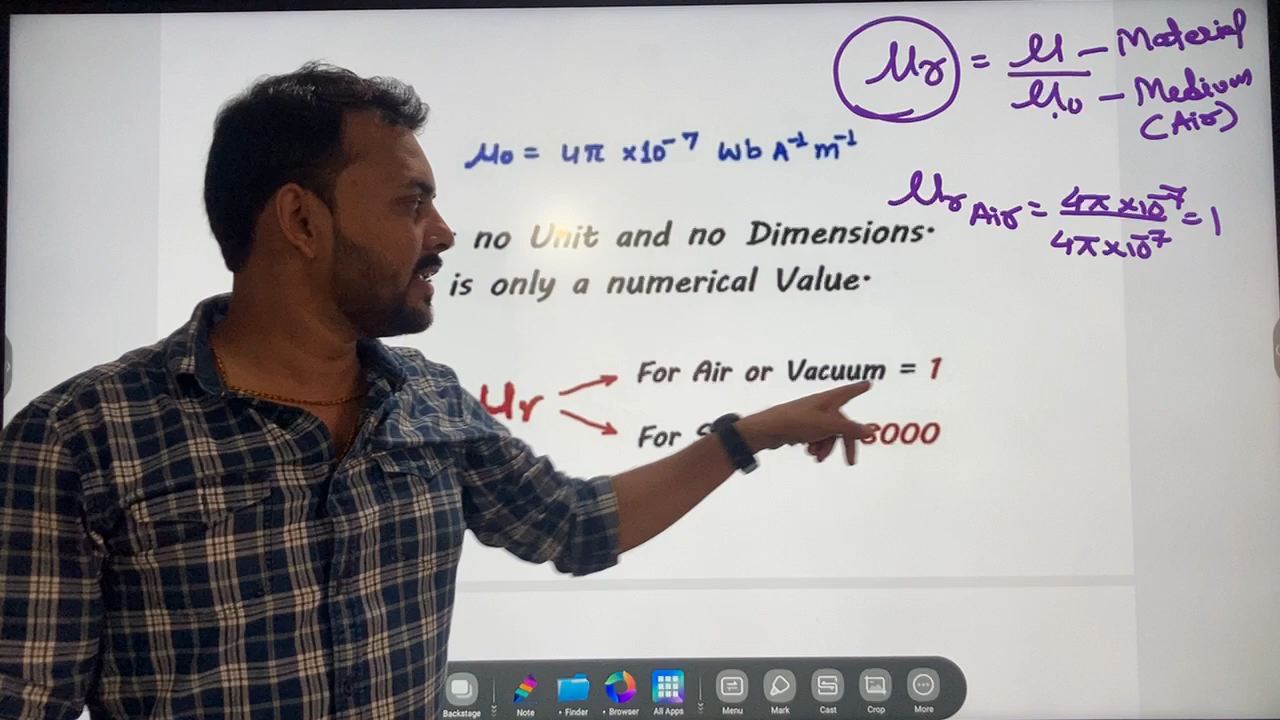 μr = μ – Material
μ0 – Medium
(Air)
μ0 = 4π ×10⁻⁷ Wb A⁻¹ m⁻¹
μr Air = 4π ×10⁻⁷ = 1
4π×10⁻⁷
no Unit and no Dimensions.
is only a numerical Value.
μr
For Air or Vacuum = 1
For 8000
Backstage
Note
Finder
Browser
All Apps
Menu
Mark
Cast
Crop
More